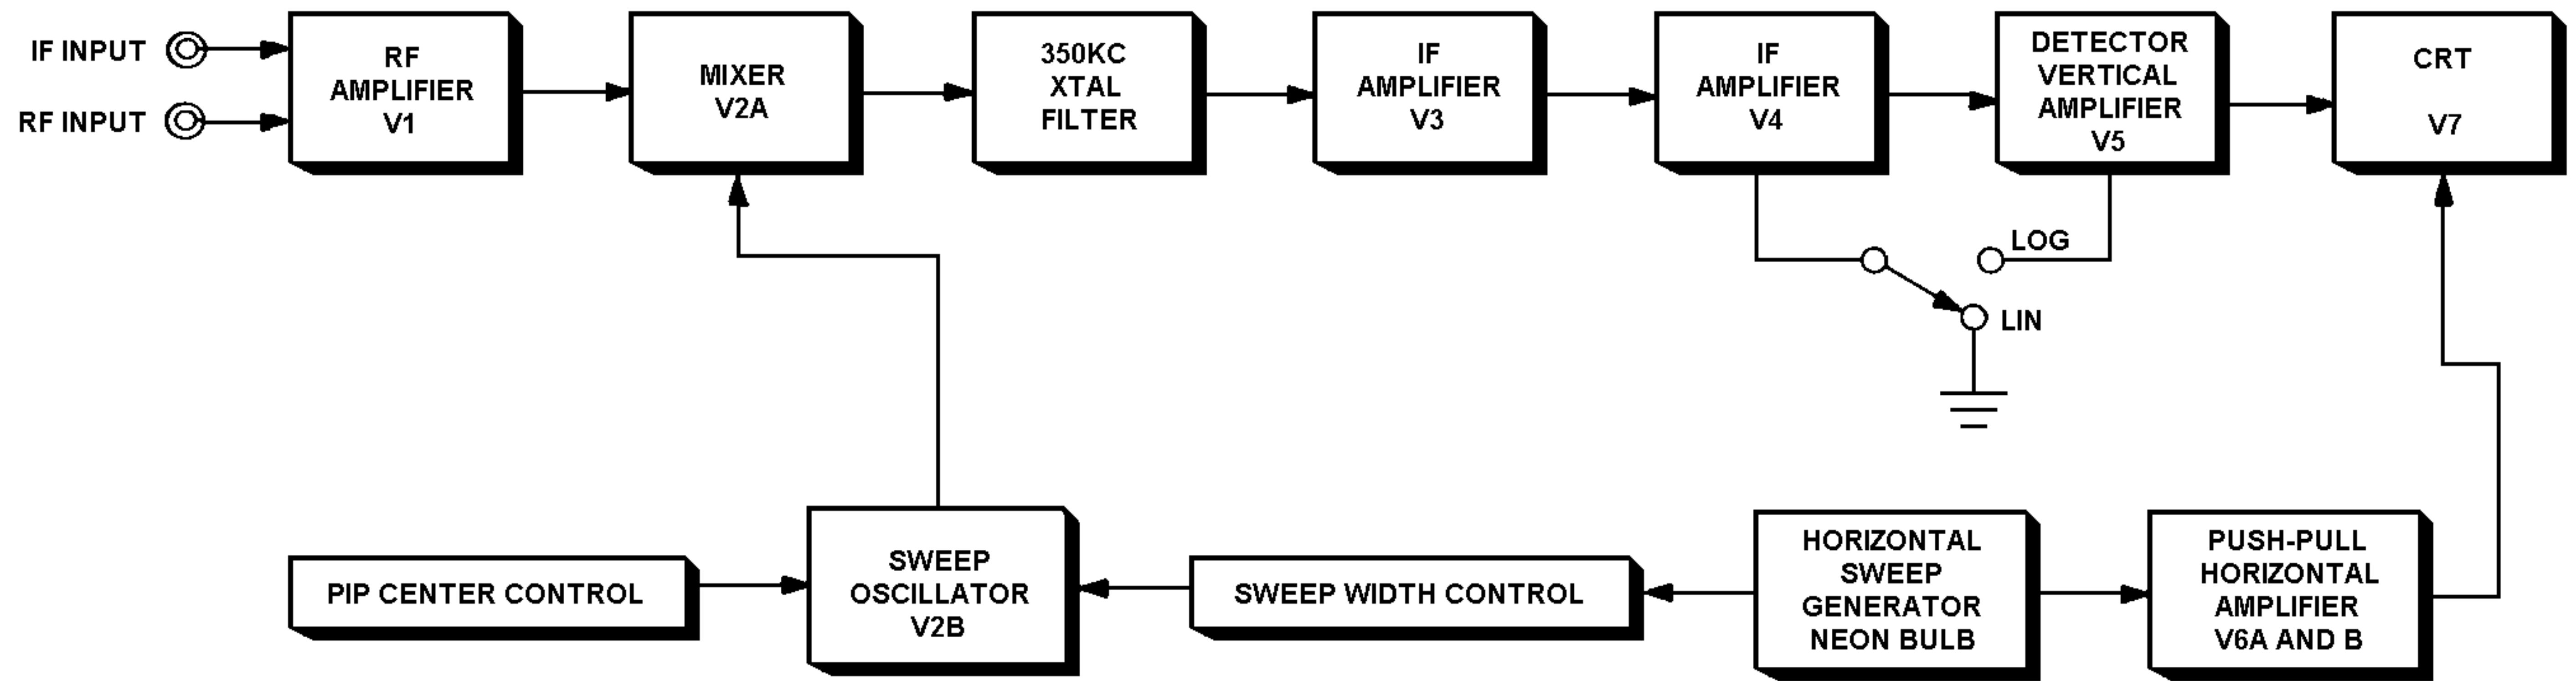 IF INPUT
RF INPUT
RF
AMPLIFIER
V1
MIXER
V2A
350KC
XTAL
FILTER
IF
AMPLIFIER
V3
IF
AMPLIFIER
V4
DETECTOR
VERTICAL
AMPLIFIER
V5
CRT
V7
LOG
LIN
PIP CENTER CONTROL
SWEEP
OSCILLATOR
V2B
SWEEP WIDTH CONTROL
HORIZONTAL
SWEEP
GENERATOR
NEON BULB
PUSH-PULL
HORIZONTAL
AMPLIFIER
V6A AND B